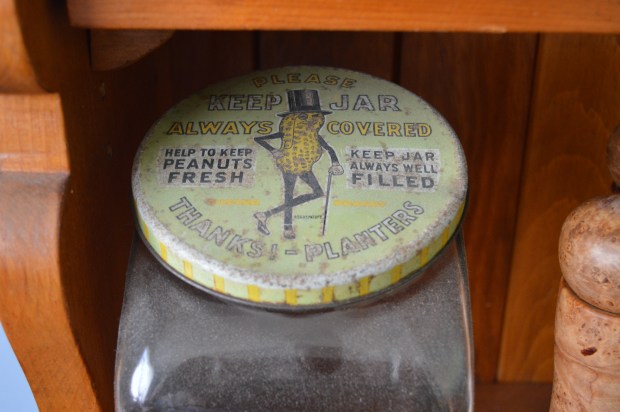 PLEASE
KEEP JAR
ALWAYS COVERED
HELP TO KEEP
PEANUTS
FRESH
KEEP JAR
ALWAYS WELL
FILLED
THANKS! - PLANTERS